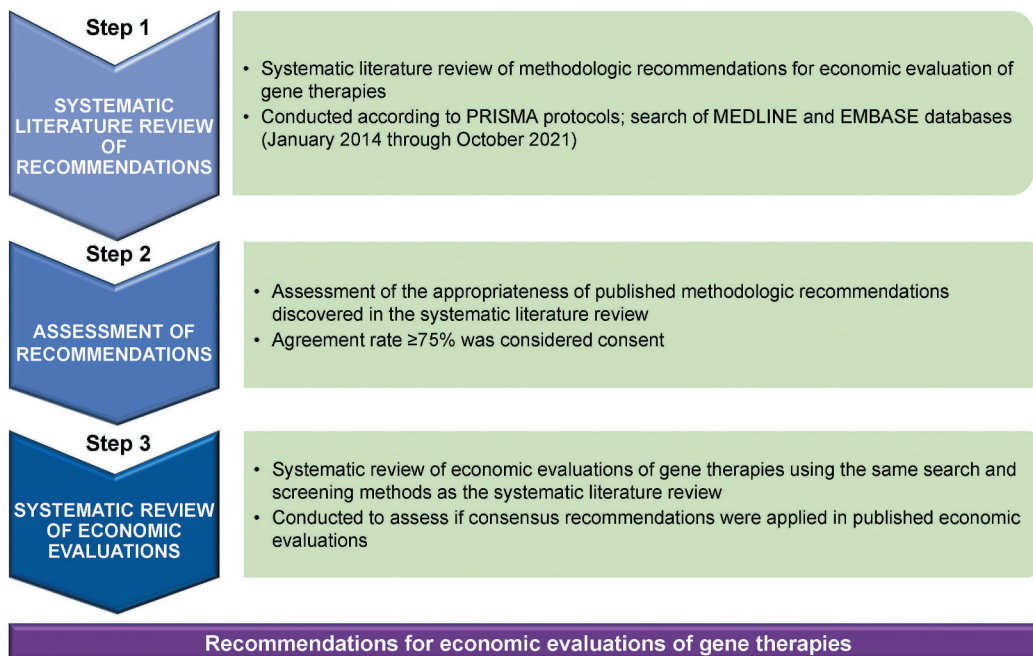 Step 1
SYSTEMATIC
LITERATURE REVIEW
OF
RECOMMENDATIONS
• Systematic literature review of methodologic recommendations for economic evaluation of
gene therapies
• Conducted according to PRISMA protocols; search of MEDLINE and EMBASE databases
(January 2014 through October 2021)
Step 2
ASSESSMENT OF
RECOMMENDATIONS
• Assessment of the appropriateness of published methodologic recommendations
discovered in the systematic literature review
• Agreement rate ≥75% was considered consent
Step 3
SYSTEMATIC REVIEW
OF ECONOMIC
EVALUATIONS
• Systematic review of economic evaluations of gene therapies using the same search and
screening methods as the systematic literature review
• Conducted to assess if consensus recommendations were applied in published economic
evaluations
Recommendations for economic evaluations of gene therapies